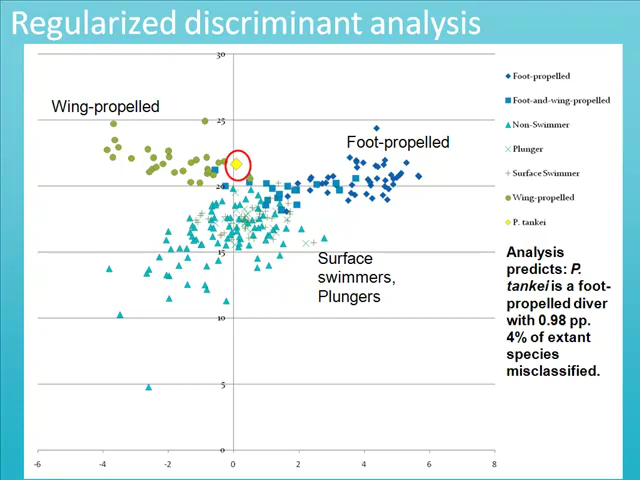 Regularized discriminant analysis
30
25
20
15
10
5
0
-6 -4 -2 0 2 4 6 8
Wing-propelled
Foot-propelled
Surface
swimmers,
Plungers
Foot-propelled
Foot-and-wing-propelled
Non-Swimmer
Plunger
Surface Swimmer
Wing-propelled
P. tankei
Analysis
predicts: P.
tankei is a foot-
propelled diver
with 0.98 pp.
4% of extant
species
misclassified.